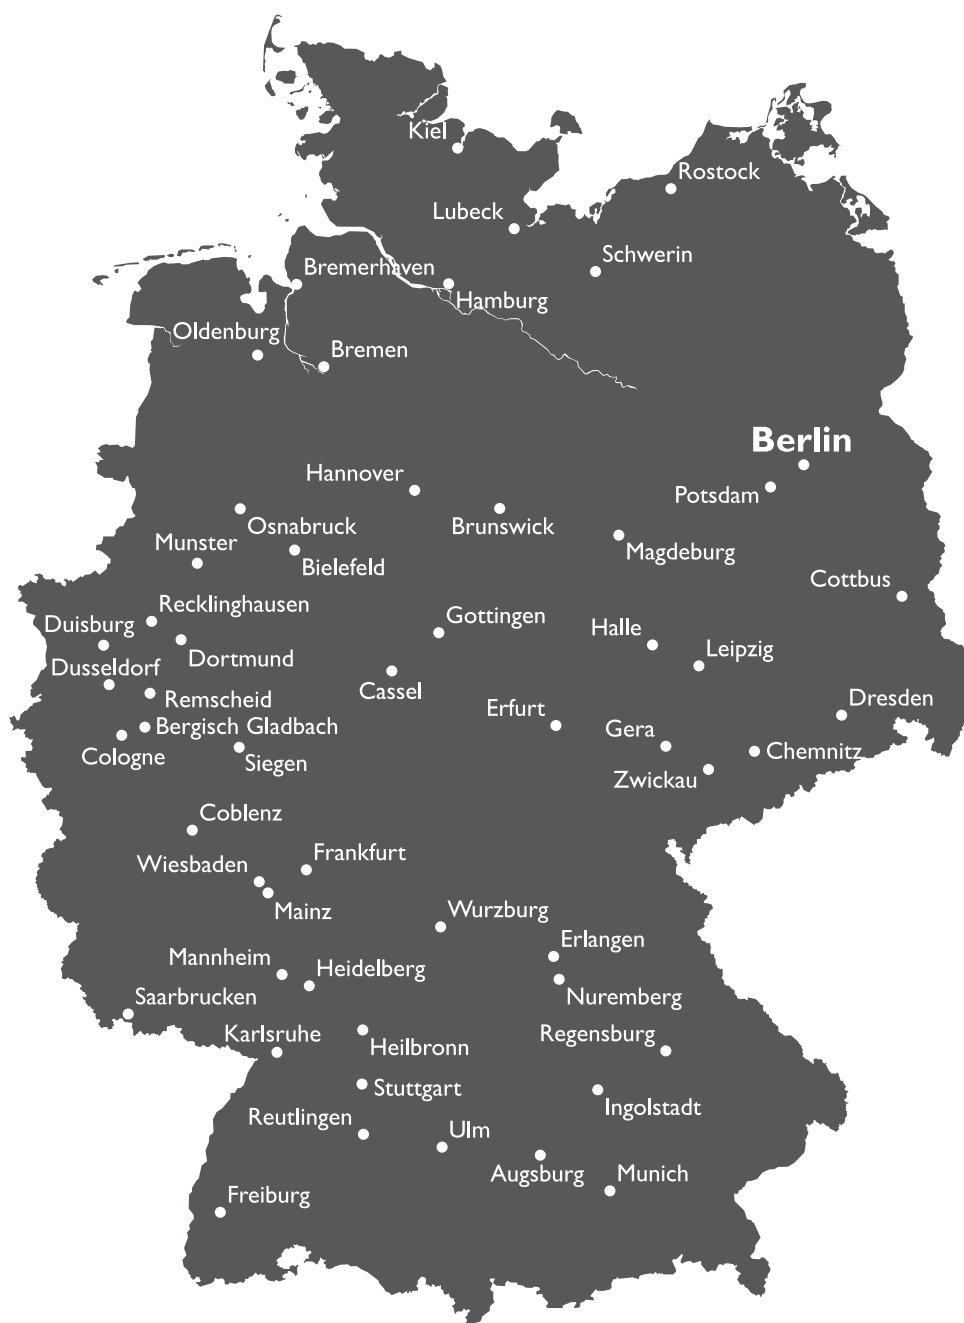 Kiel
Rostock
Lubeck
Schwerin
Bremerhaven
Hamburg
Oldenburg
Bremen
Berlin
Hannover
Potsdam
Osnabruck
Brunswick
Munster
Magdeburg
Bielefeld
Cottbus
Recklinghausen
Gottingen
Duisburg
Halle
Dortmund
Leipzig
Dusseldorf
Cassel
Remscheid
Dresden
Erfurt
Bergisch Gladbach
Gera
Cologne
Chemnitz
Siegen
Zwickau
Coblenz
Frankfurt
Wiesbaden
Mainz
Wurzburg
Erlangen
Mannheim
Heidelberg
Saarbrucken
Nuremberg
Karlsruhe
Regensburg
Heilbronn
Stuttgart
Ingolstadt
Reutlingen
Ulm
Augsburg
Munich
Freiburg